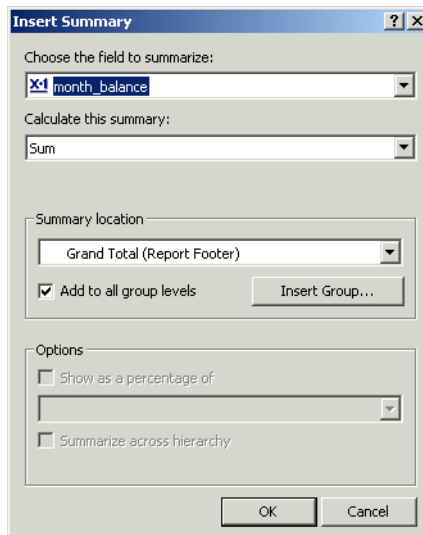 Insert Summary
Choose the field to summarize:
X+1 month_balance
Calculate this summary:
Sum
Summary location
Grand Total (Report Footer)
Add to all group levels
Insert Group...
Options
Show as a percentage of
Summarize across hierarchy
OK
Cancel